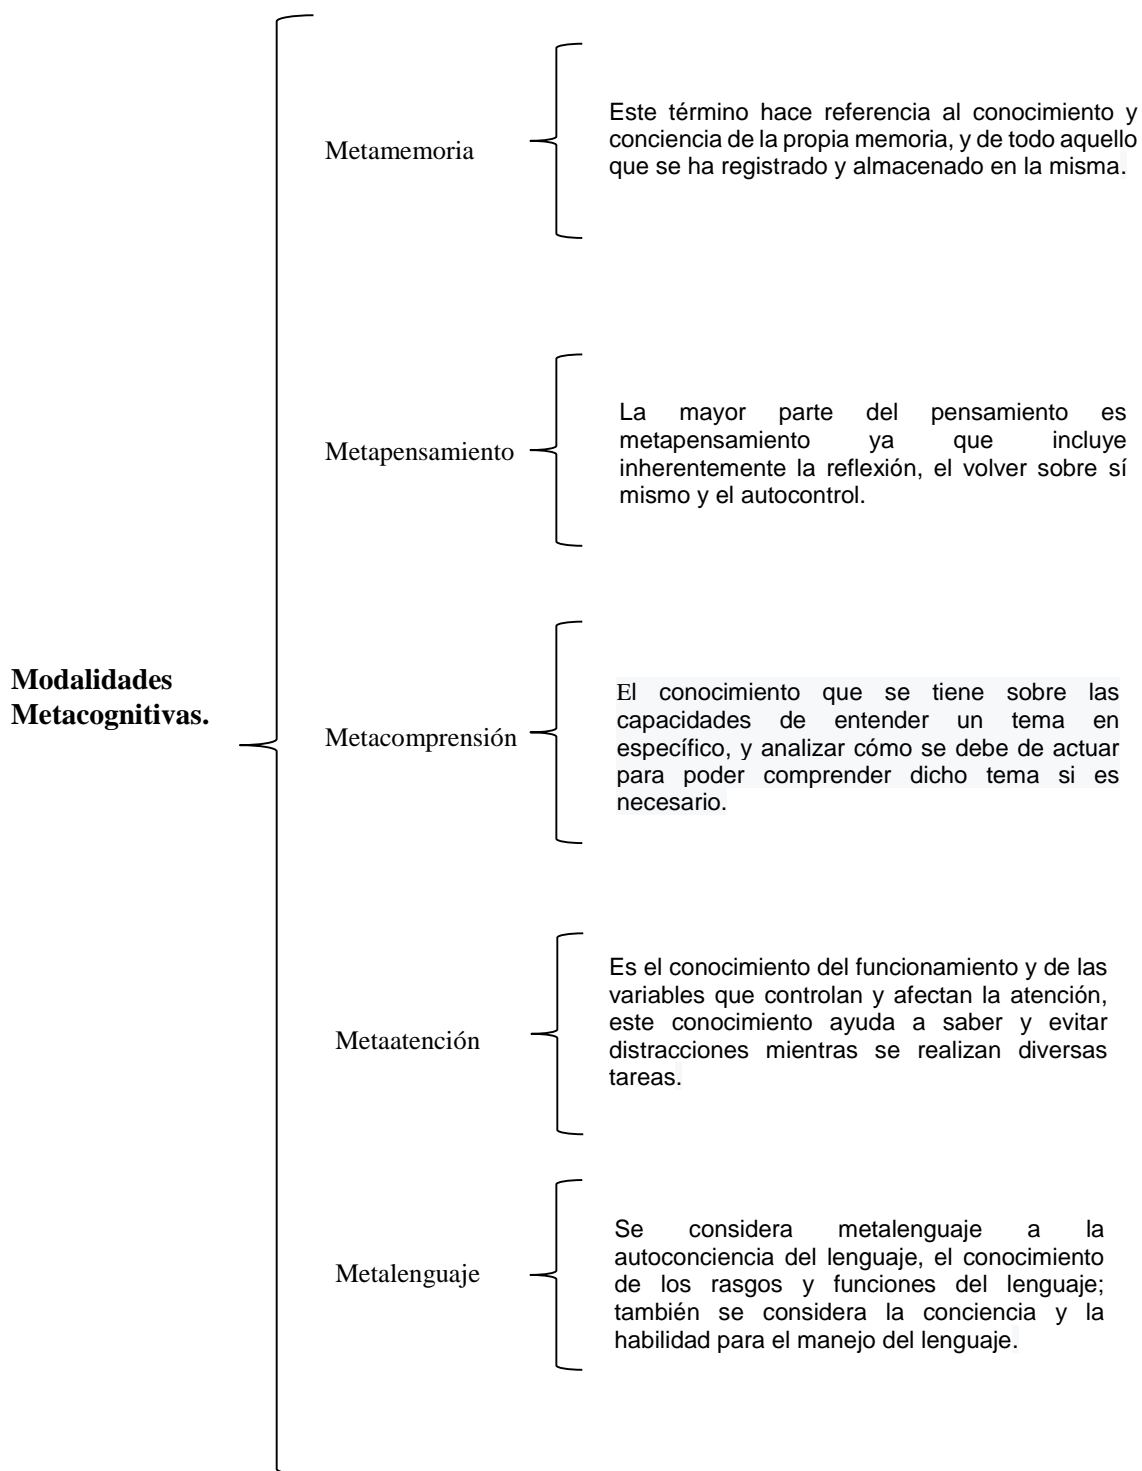 Metamemoria
Este término hace referencia al conocimiento y
conciencia de la propia memoria, y de todo aquello
que se ha registrado y almacenado en la misma.
Metapensamiento
La mayor parte del pensamiento es
metapensamiento ya que incluye
inherentemente la reflexión, el volver sobre sí
mismo y el autocontrol.
Modalidades
Metacognitivas.
Metacomprensión
El conocimiento que se tiene sobre las
capacidades de entender un tema en
específico, y analizar cómo se debe de actuar
para poder comprender dicho tema si es
necesario.
Metaatención
Es el conocimiento del funcionamiento y de las
variables que controlan y afectan la atención,
este conocimiento ayuda a saber y evitar
distracciones mientras se realizan diversas
tareas.
Metalenguaje
Se considera metalenguaje a la
autoconciencia del lenguaje, el conocimiento
de los rasgos y funciones del lenguaje;
también se considera la conciencia y la
habilidad para el manejo del lenguaje.